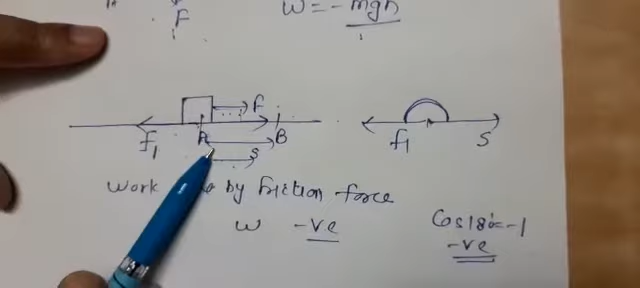 F
W = - mgh
F
f₁ A B f₁ S
S
Work by friction force
W -ve Cos180=-1
-ve